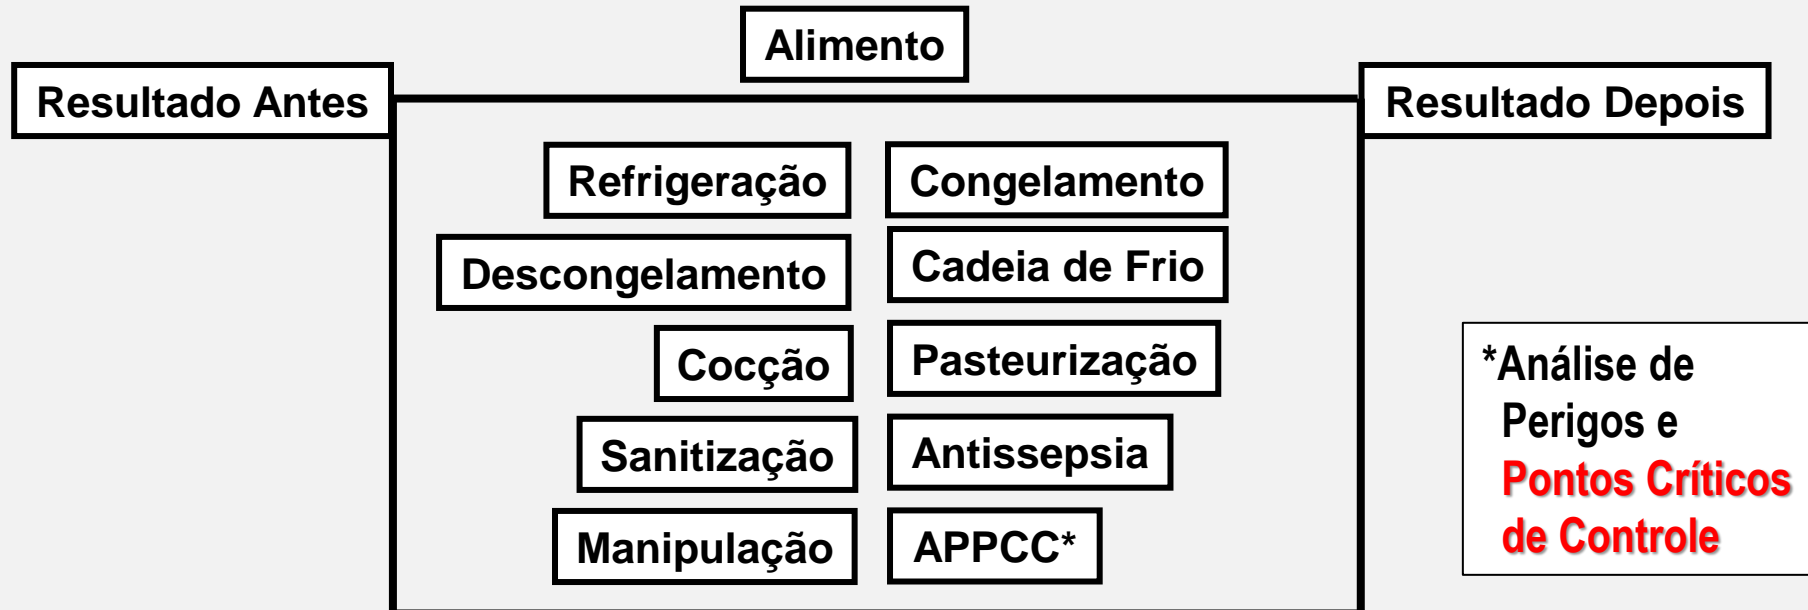 Alimento
Resultado Antes
Resultado Depois
Refrigeração
Congelamento
Descongelamento
Cadeia de Frio
Cocção
Pasteurização
Sanitização
Antissepsia
Manipulação
APPCC*
*Análise de
Perigos e
Pontos Críticos
de Controle